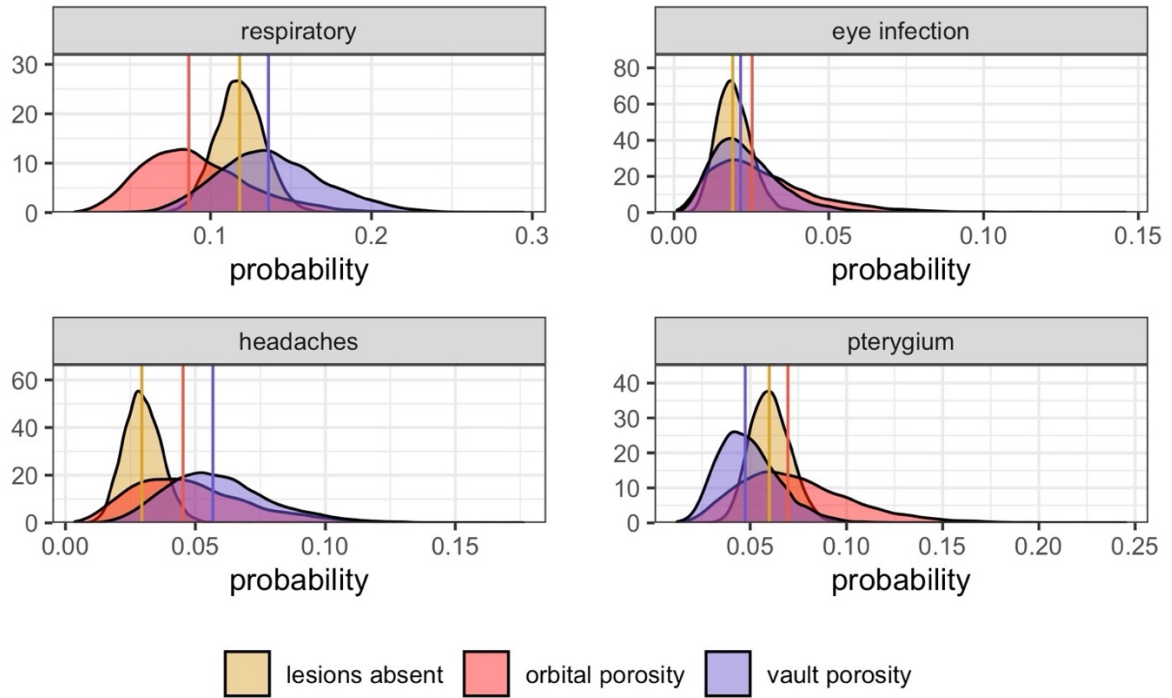 respiratory
30
20
10
0
0.1 0.2 0.3
probability
eye infection
80
60
40
20
0
0.00 0.05 0.10 0.15
probability
headaches
60
40
20
0
0.00 0.05 0.10 0.15
probability
pterygium
40
30
20
10
0
0.05 0.10 0.15 0.20 0.25
probability
lesions absent orbital porosity vault porosity